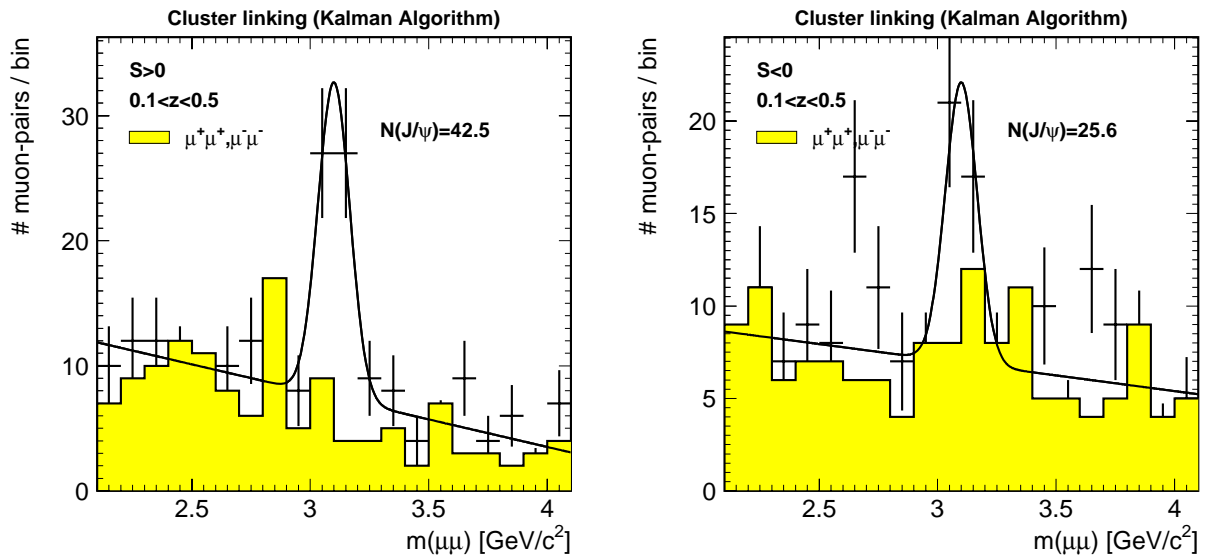 Cluster linking (Kalman Algorithm)
# muon-pairs / bin
S>0
0.1<z<0.5
μ⁺μ⁺,μ⁻μ⁻
N(J/ψ)=42.5
30
20
10
0
2.5 3 3.5 4
m(μμ) [GeV/c²]
Cluster linking (Kalman Algorithm)
# muon-pairs / bin
S<0
0.1<z<0.5
μ⁺μ⁺,μ⁻μ⁻
N(J/ψ)=25.6
20
15
10
5
0
2.5 3 3.5 4
m(μμ) [GeV/c²]